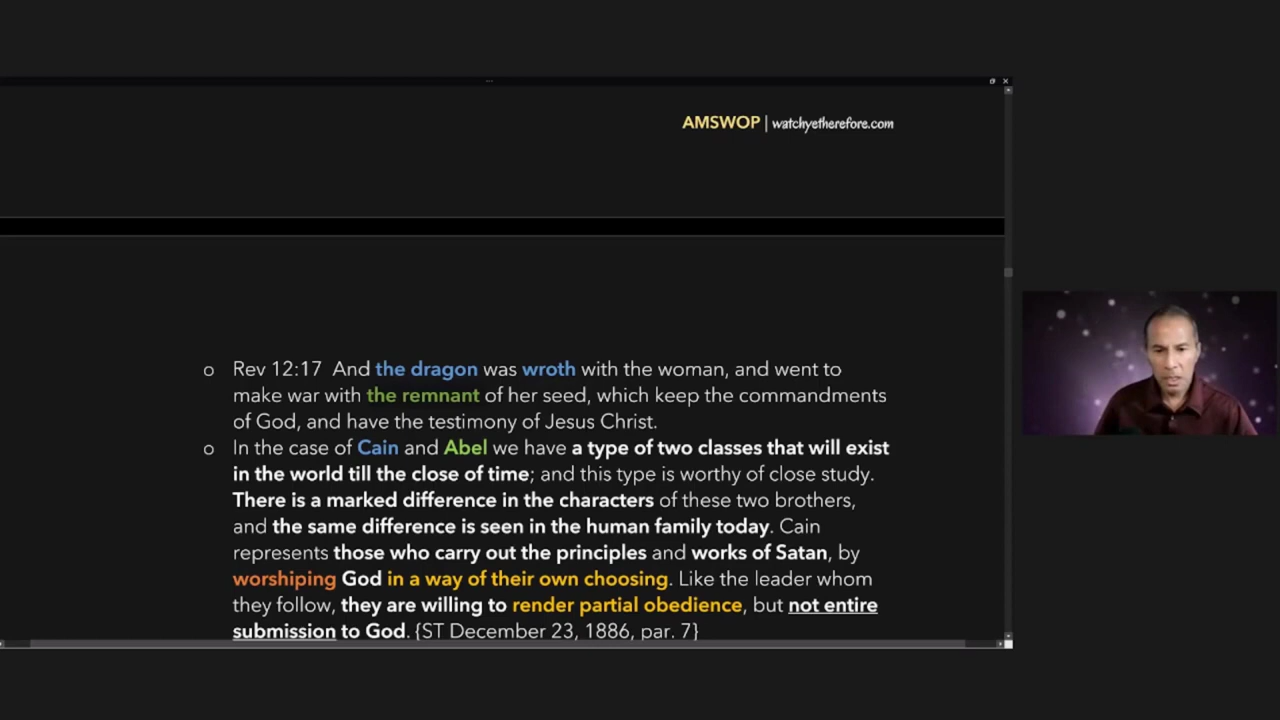 AMSWOP | watchyetherefore.com
o Rev 12:17 And the dragon was wroth with the woman, and went to
make war with the remnant of her seed, which keep the commandments
of God, and have the testimony of Jesus Christ.
o In the case of Cain and Abel we have a type of two classes that will exist
in the world till the close of time; and this type is worthy of close study.
There is a marked difference in the characters of these two brothers,
and the same difference is seen in the human family today. Cain
represents those who carry out the principles and works of Satan, by
worshiping God in a way of their own choosing. Like the leader whom
they follow, they are willing to render partial obedience, but not entire
submission to God. {ST December 23, 1886, par. 7}